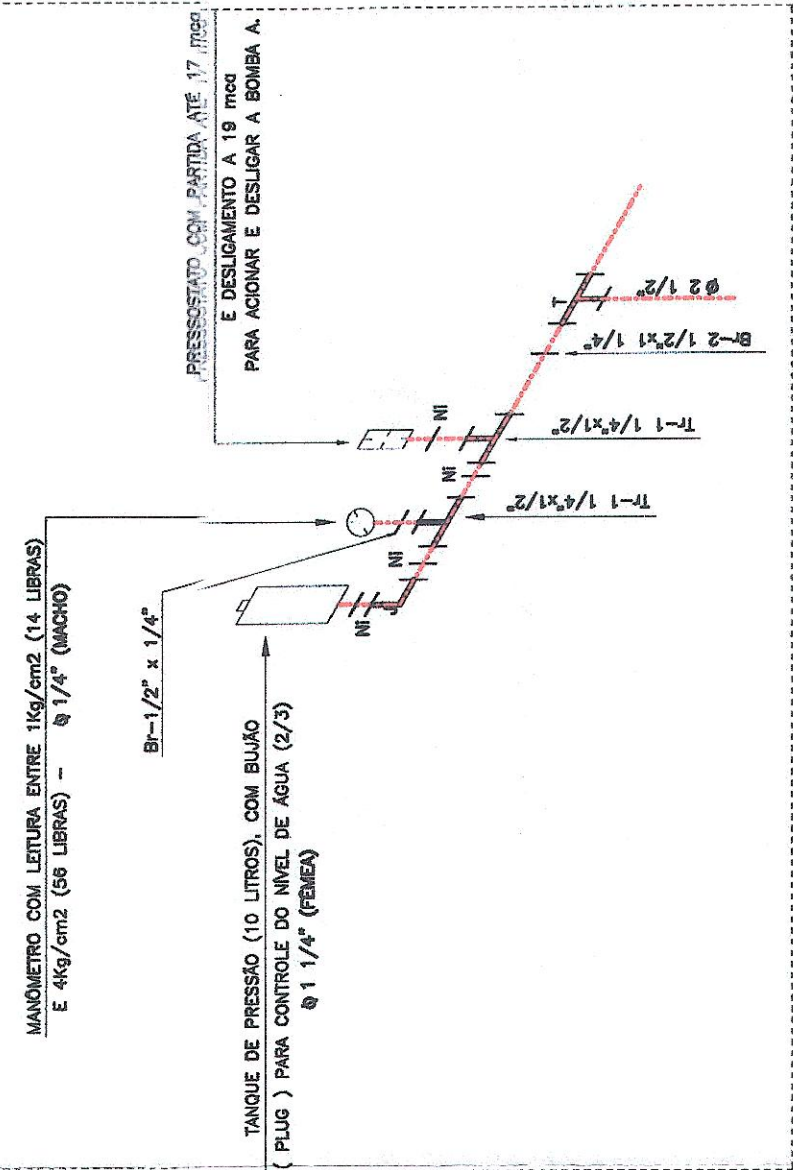 MANÔMETRO COM LEITURA ENTRE 1Kg/cm2 (14 LIBRAS)
E 4Kg/cm2 (56 LIBRAS) - Ø 1/4" (MACHO)
Br-1/2" x 1/4"
TANQUE DE PRESSÃO (10 LITROS), COM BUJÃO
( PLUG ) PARA CONTROLE DO NIVEL DE ÁGUA (2/3)
Ø 1 1/4" (FÊMEA)
PRESSOSTATO COM PARTIDA ATÉ 17 mca
E DESLIGAMENTO A 19 mca
PARA ACIONAR E DESLIGAR A BOMBA A.
Ni
J
Ni
Tr-1 1/4"x1/2"
Ni
Ni
Tr-1 1/4"x1/2"
Br-2 1/2"x1 1/4"
T
Ø 2 1/2"